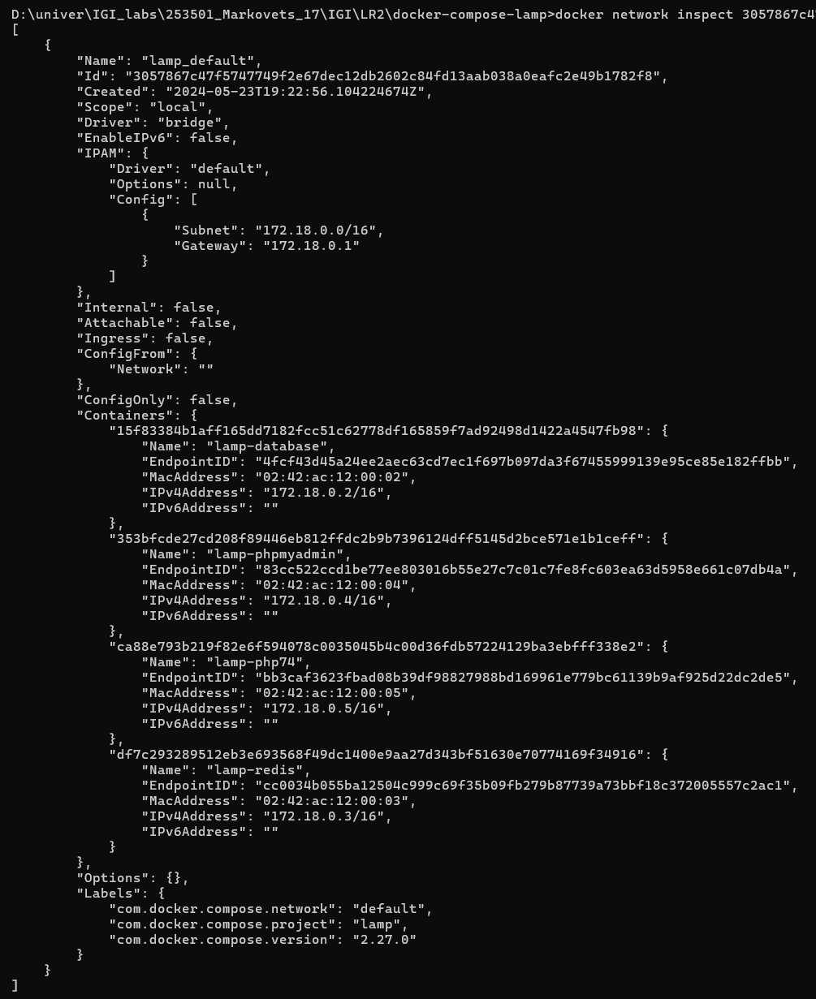 D:\univer\IGI_labs\253501_Markovets_17\IGI\LR2\docker-compose-lamp>docker network inspect 3057867c4
[
    {
        "Name": "lamp_default",
        "Id": "3057867c47f5747749f2e67dec12db2602c84fd13aab038a0eafc2e49b1782f8",
        "Created": "2024-05-23T19:22:56.104224674Z",
        "Scope": "local",
        "Driver": "bridge",
        "EnableIPv6": false,
        "IPAM": {
            "Driver": "default",
            "Options": null,
            "Config": [
                {
                    "Subnet": "172.18.0.0/16",
                    "Gateway": "172.18.0.1"
                }
            ]
        },
        "Internal": false,
        "Attachable": false,
        "Ingress": false,
        "ConfigFrom": {
            "Network": ""
        },
        "ConfigOnly": false,
        "Containers": {
            "15f83384b1aff165dd7182fcc51c62778df165859f7ad92498d1422a4547fb98": {
                "Name": "lamp-database",
                "EndpointID": "4fcf43d45a24ee2aec63cd7ec1f697b097da3f67455999139e95ce85e182ffbb",
                "MacAddress": "02:42:ac:12:00:02",
                "IPv4Address": "172.18.0.2/16",
                "IPv6Address": ""
            },
            "353bfcde27cd208f89446eb812ffdc2b9b7396124dff5145d2bce571e1b1ceff": {
                "Name": "lamp-phpmyadmin",
                "EndpointID": "83cc522ccd1be77ee803016b55e27c7c01c7fe8fc603ea63d5958e661c07db4a",
                "MacAddress": "02:42:ac:12:00:04",
                "IPv4Address": "172.18.0.4/16",
                "IPv6Address": ""
            },
            "ca88e793b219f82e6f594078c0035045b4c00d36fdb57224129ba3ebfff338e2": {
                "Name": "lamp-php74",
                "EndpointID": "bb3caf3623fbad08b39df98827988bd169961e779bc61139b9af925d22dc2de5",
                "MacAddress": "02:42:ac:12:00:05",
                "IPv4Address": "172.18.0.5/16",
                "IPv6Address": ""
            },
            "df7c293289512eb3e693568f49dc1400e9aa27d343bf51630e70774169f34916": {
                "Name": "lamp-redis",
                "EndpointID": "cc0034b055ba12504c999c69f35b09fb279b87739a73bbf18c372005557c2ac1",
                "MacAddress": "02:42:ac:12:00:03",
                "IPv4Address": "172.18.0.3/16",
                "IPv6Address": ""
            }
        },
        "Options": {},
        "Labels": {
            "com.docker.compose.network": "default",
            "com.docker.compose.project": "lamp",
            "com.docker.compose.version": "2.27.0"
        }
    }
]